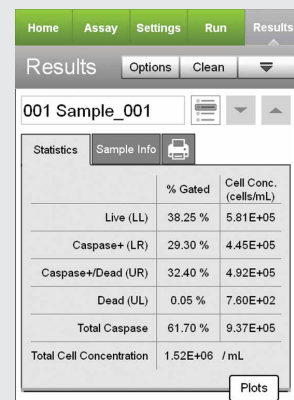 Home Assay Settings Run Results
Results Options Clean
001 Sample_001
Statistics Sample Info
% Gated Cell Conc. (cells/mL)
Live (LL) 38.25 % 5.81E+05
Caspase+ (LR) 29.30 % 4.45E+05
Caspase+/Dead (UR) 32.40 % 4.92E+05
Dead (UL) 0.05 % 7.60E+02
Total Caspase 61.70 % 9.37E+05
Total Cell Concentration 1.52E+06 / mL
Plots